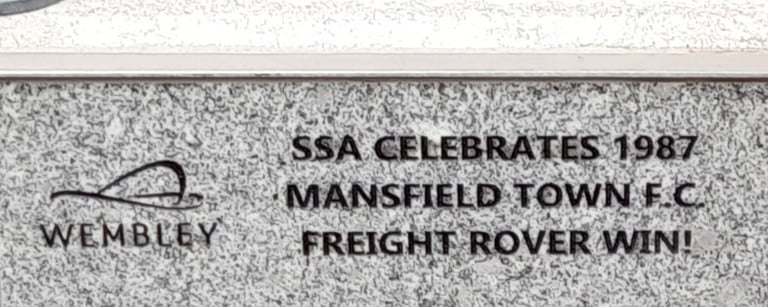 SSA CELEBRATES 1987
MANSFIELD TOWN F.C.
FREIGHT ROVER WIN!
WEMBLEY